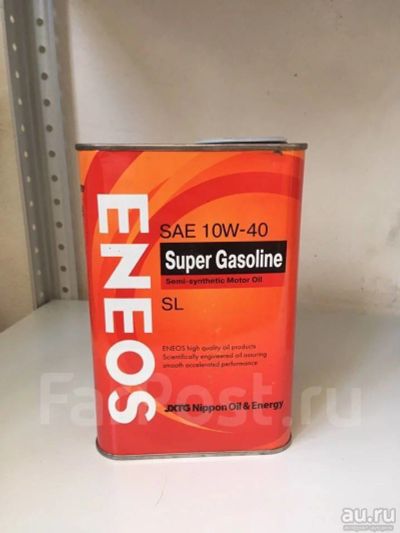 ENEOS
SAE 10W-40
Super Gasoline
Semi-synthetic Motor Oil
SL
ENEOS high quality oil products
Scientifically engineered oil assuring
smooth accelerated performance
JXTG Nippon Oil & Energy
FarPost.ru
au.ru